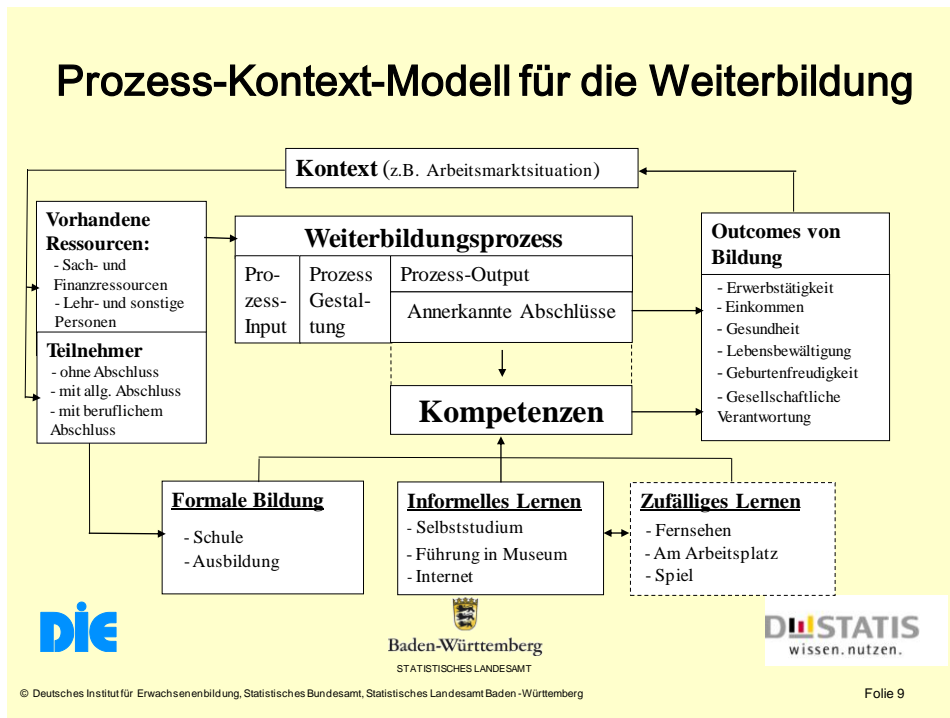 Prozess-Kontext-Modell für die Weiterbildung
Kontext (z.B. Arbeitsmarktsituation)
Vorhandene
Ressourcen:
- Sach- und
Finanzressourcen
- Lehr- und sonstige
Personen
Teilnehmer
- ohne Abschluss
- mit allg. Abschluss
- mit beruflichem
Abschluss
Weiterbildungsprozess
Pro-
zess-
Input
Prozess
Gestal-
tung
Prozess-Output
Annerkannte Abschlüsse
Kompetenzen
Outcomes von
Bildung
- Erwerbstätigkeit
- Einkommen
- Gesundheit
- Lebensbewältigung
- Geburtenfreudigkeit
- Gesellschaftliche
Verantwortung
Formale Bildung
- Schule
- Ausbildung
Informelles Lernen
- Selbststudium
- Führung in Museum
- Internet
Zufälliges Lernen
- Fernsehen
- Am Arbeitsplatz
- Spiel
DIE
Baden-Württemberg
STATISTISCHES LANDESAMT
DESTATIS
wissen.nutzen.
© Deutsches Institut für Erwachsenenbildung, Statistisches Bundesamt, Statistisches Landesamt Baden-Württemberg
Folie 9